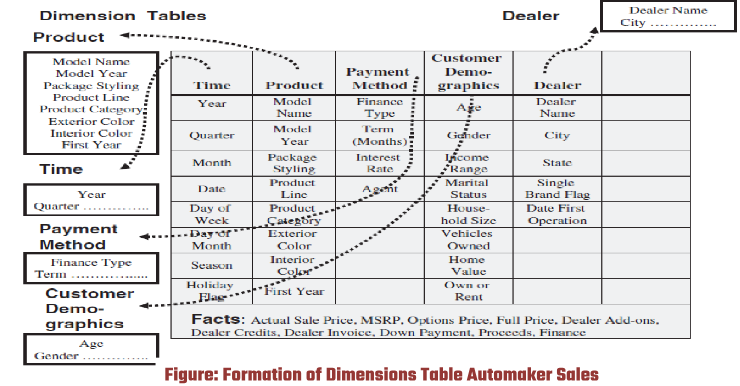 Dimension Tables
Dealer
Dealer Name
City ..............
Product
Model Name
Model Year
Package Styling
Product Line
Product Category
Exterior Color
Interior Color
First Year
Time
Year
Quarter ..............
Payment
Method
Finance Type
Term .................
Customer
Demo-
graphics
Age
Gender ..............
Time
Product
Payment
Method
Customer
Demo-
graphics
Dealer
Year
Model
Name
Finance
Type
Age
Dealer
Name
Quarter
Model
Year
Term
(Months)
Gender
City
Month
Package
Styling
Interest
Rate
Income
Range
State
Date
Product
Line
Agent
Marital
Status
Single
Brand Flag
Day of
Week
Product
Category
House-
hold Size
Date First
Operation
Day of
Month
Exterior
Color
Vehicles
Owned
Season
Interior
Color
Home
Value
Holiday
Flag
First Year
Own or
Rent
Facts: Actual Sale Price, MSRP, Options Price, Full Price, Dealer Add-ons,
Dealer Credits, Dealer Invoice, Down Payment, Proceeds, Finance
Figure: Formation of Dimensions Table Automaker Sales